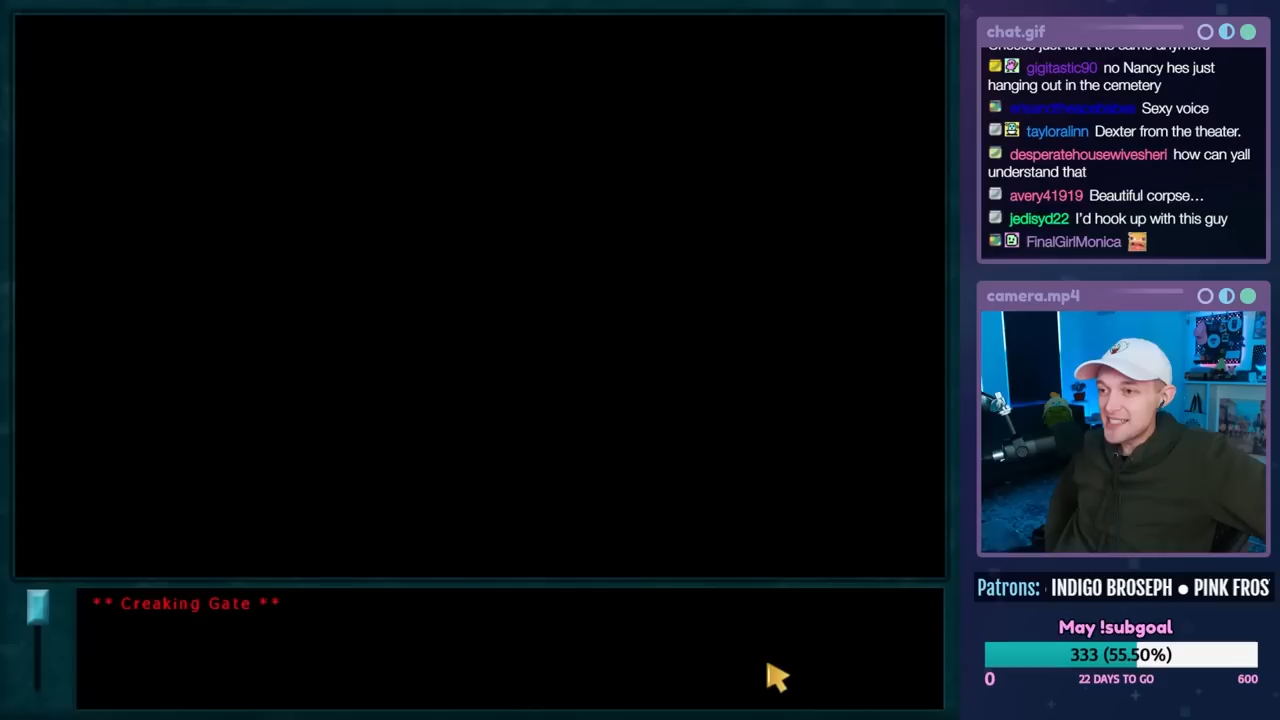 chat.gif
gigitastic90 no Nancy hes just
hanging out in the cemetery
Sexy voice
tayloralinn Dexter from the theater.
desperatehousewivesheri how can yall
understand that
avery41919 Beautiful corpse…
jedisyd22 I'd hook up with this guy
FinalGirlMonica
camera.mp4
** Creaking Gate **
Patrons: INDIGO BROSEPH ● PINK FROS
May !subgoal
333 (55.50%)
0 22 DAYS TO GO 600